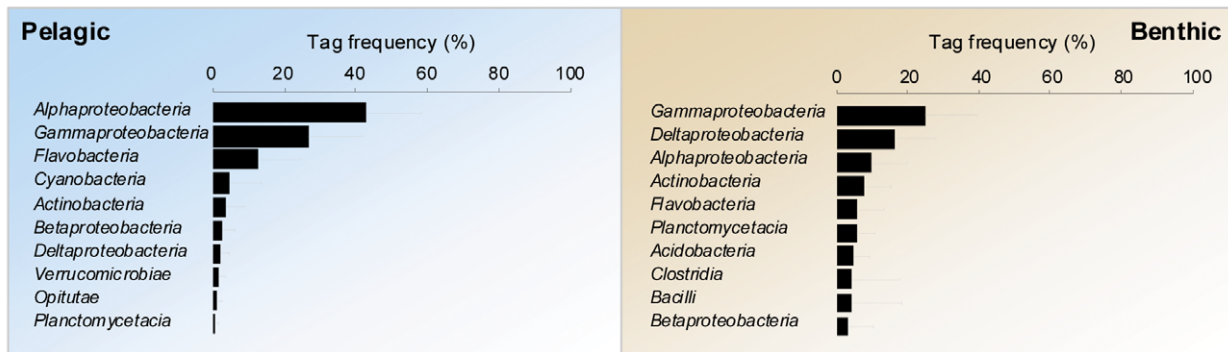 Pelagic
Tag frequency (%)
0 20 40 60 80 100
Alphaproteobacteria
Gammaproteobacteria
Flavobacteria
Cyanobacteria
Actinobacteria
Betaproteobacteria
Deltaproteobacteria
Verrucomicrobiae
Opitutae
Planctomycetacia
Benthic
Tag frequency (%)
0 20 40 60 80 100
Gammaproteobacteria
Deltaproteobacteria
Alphaproteobacteria
Actinobacteria
Flavobacteria
Planctomycetacia
Acidobacteria
Clostridia
Bacilli
Betaproteobacteria